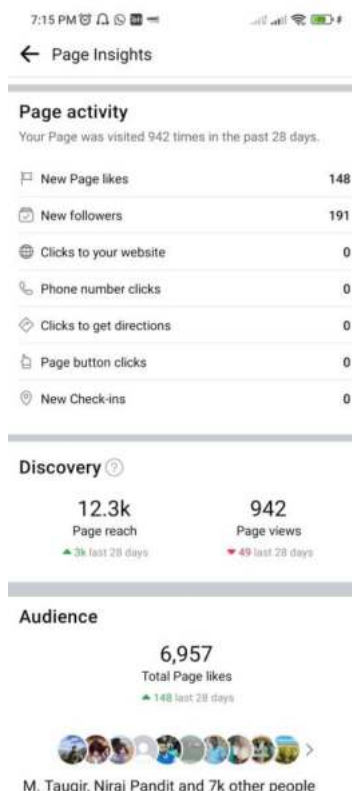 7:15 PM
Page Insights
Page activity
Your Page was visited 942 times in the past 28 days.
New Page likes 148
New followers 191
Clicks to your website 0
Phone number clicks 0
Clicks to get directions 0
Page button clicks 0
New Check-ins 0
Discovery ?
12.3k 942
Page reach Page views
3k last 28 days 49 last 28 days
Audience
6,957
Total Page likes
148 last 28 days
M. Tauqir, Niraj Pandit and 7k other people